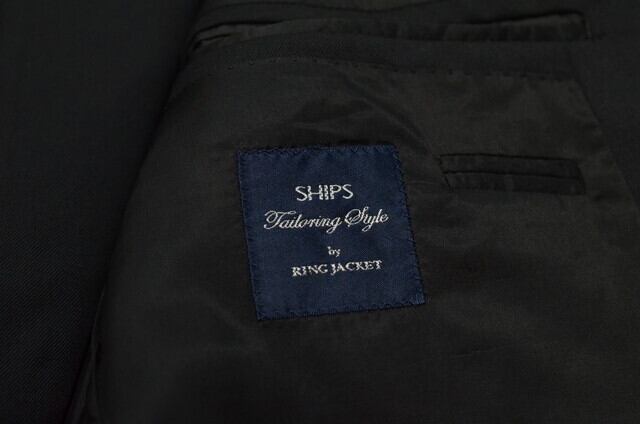 SHIPS
Tailoring Style
by
RING JACKET